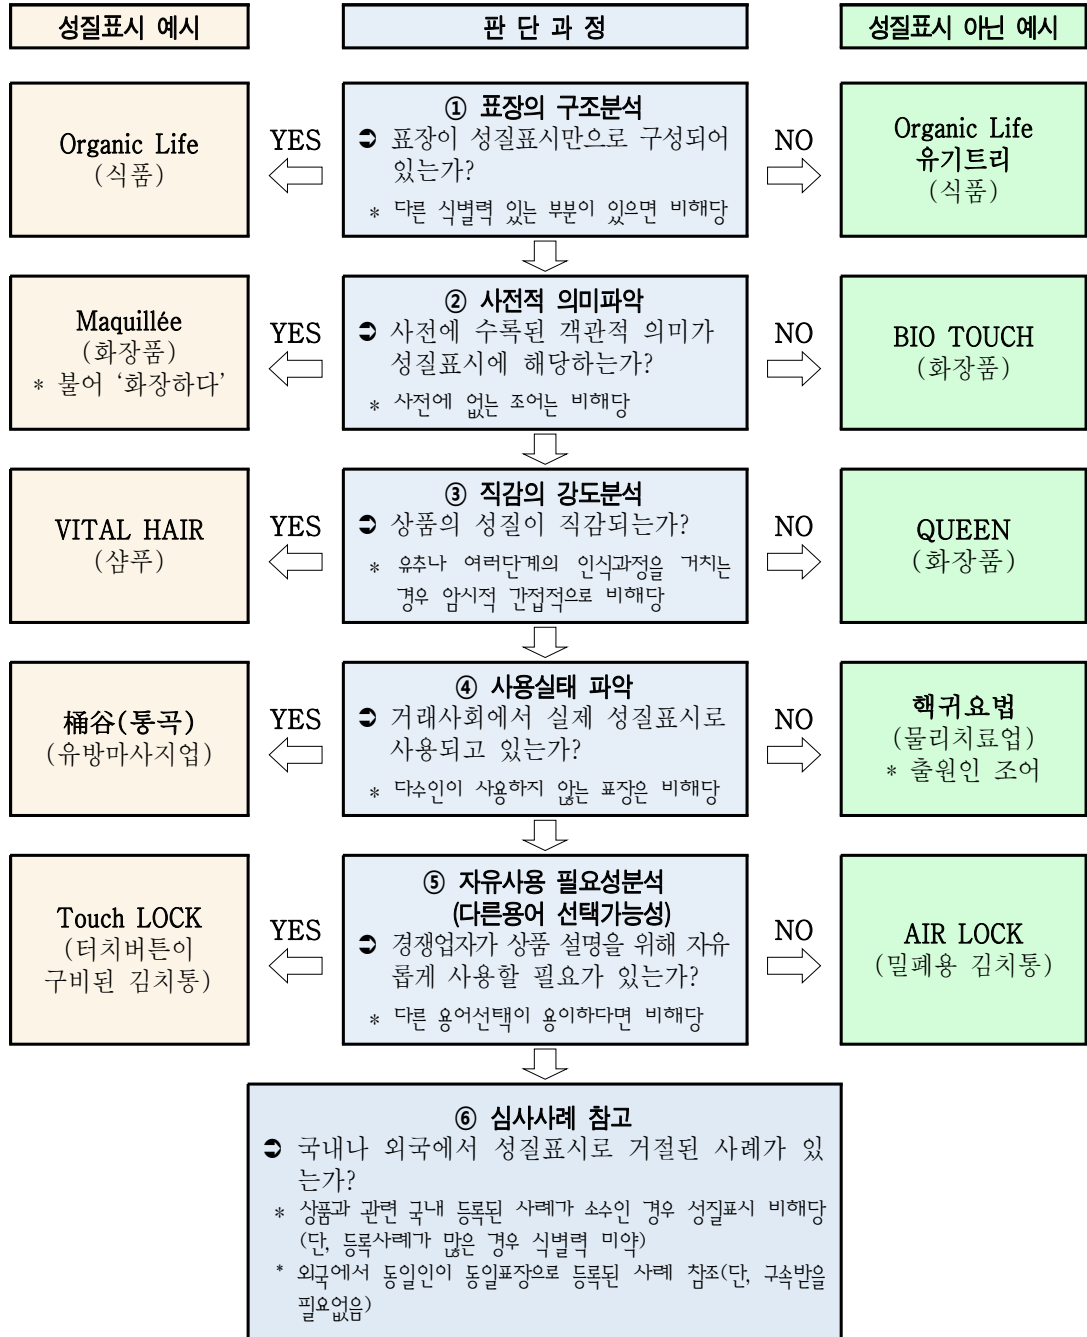 성질표시 예시
판 단 과 정
성질표시 아닌 예시
Organic Life
(식품)
YES
① 표장의 구조분석
➲ 표장이 성질표시만으로 구성되어
있는가?
* 다른 식별력 있는 부분이 있으면 비해당
NO
Organic Life
유기트리
(식품)
Maquillée
(화장품)
* 불어 ‘화장하다’
YES
② 사전적 의미파악
➲ 사전에 수록된 객관적 의미가
성질표시에 해당하는가?
* 사전에 없는 조어는 비해당
NO
BIO TOUCH
(화장품)
VITAL HAIR
(샴푸)
YES
③ 직감의 강도분석
➲ 상품의 성질이 직감되는가?
* 유추나 여러단계의 인식과정을 거치는
경우 암시적 간접적으로 비해당
NO
QUEEN
(화장품)
桶谷(통곡)
(유방마사지업)
YES
④ 사용실태 파악
➲ 거래사회에서 실제 성질표시로
사용되고 있는가?
* 다수인이 사용하지 않는 표장은 비해당
NO
핵귀요법
(물리치료업)
* 출원인 조어
Touch LOCK
(터치버튼이
구비된 김치통)
YES
⑤ 자유사용 필요성분석
(다른용어 선택가능성)
➲ 경쟁업자가 상품 설명을 위해 자유
롭게 사용할 필요가 있는가?
* 다른 용어선택이 용이하다면 비해당
NO
AIR LOCK
(밀폐용 김치통)
⑥ 심사사례 참고
➲ 국내나 외국에서 성질표시로 거절된 사례가 있
는가?
* 상품과 관련 국내 등록된 사례가 소수인 경우 성질표시 비해당
(단, 등록사례가 많은 경우 식별력 미약)
* 외국에서 동일인이 동일표장으로 등록된 사례 참조(단, 구속받을
필요없음)